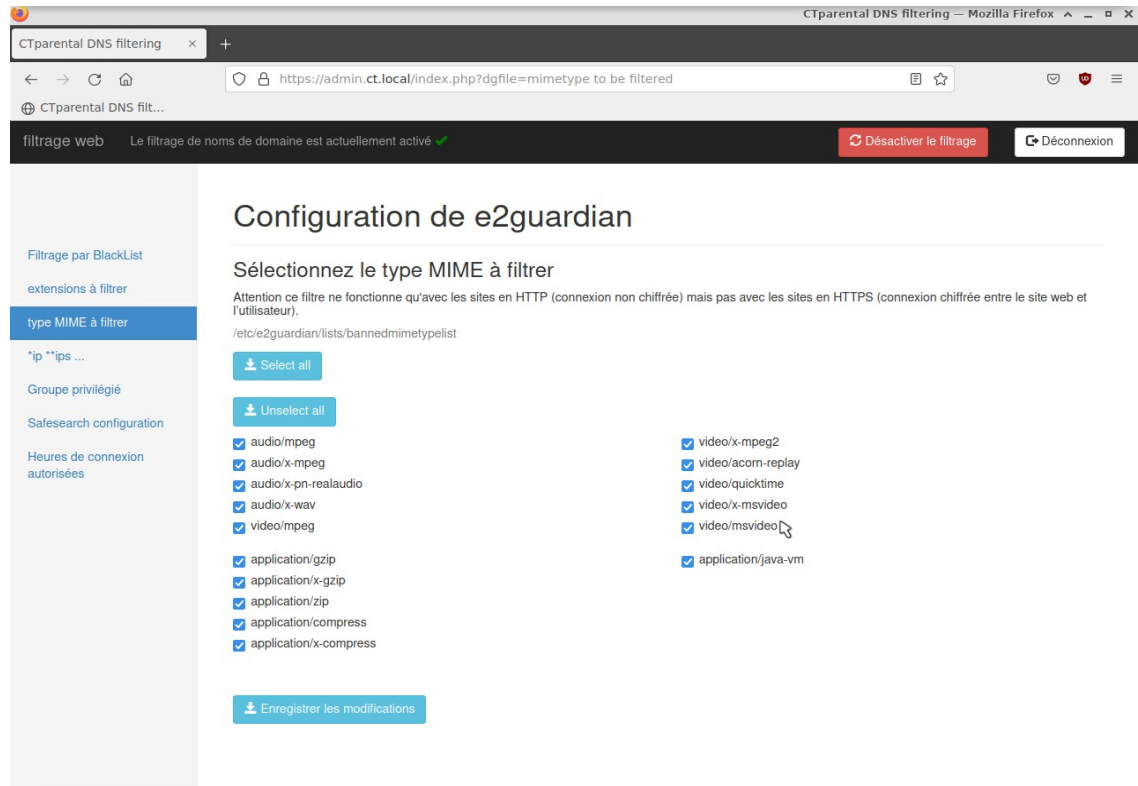 CTparental DNS filtering — Mozilla Firefox
CTparental DNS filtering
https://admin.ct.local/index.php?dgfile=mimetype to be filtered
CTparental DNS filt...
filtrage web
Le filtrage de noms de domaine est actuellement activé
Désactiver le filtrage
Déconnexion
Configuration de e2guardian
Filtrage par BlackList
extensions à filtrer
type MIME à filtrer
*ip **ips ...
Groupe privilégié
Safesearch configuration
Heures de connexion
autorisées
Sélectionnez le type MIME à filtrer
Attention ce filtre ne fonctionne qu'avec les sites en HTTP (connexion non chiffrée) mais pas avec les sites en HTTPS (connexion chiffrée entre le site web et
l'utilisateur).
/etc/e2guardian/lists/bannedmimetypelist
Select all
Unselect all
audio/mpeg
audio/x-mpeg
audio/x-pn-realaudio
audio/x-wav
video/mpeg
video/x-mpeg2
video/acorn-replay
video/quicktime
video/x-msvideo
video/msvideo
application/gzip
application/x-gzip
application/zip
application/compress
application/x-compress
application/java-vm
Enregistrer les modifications